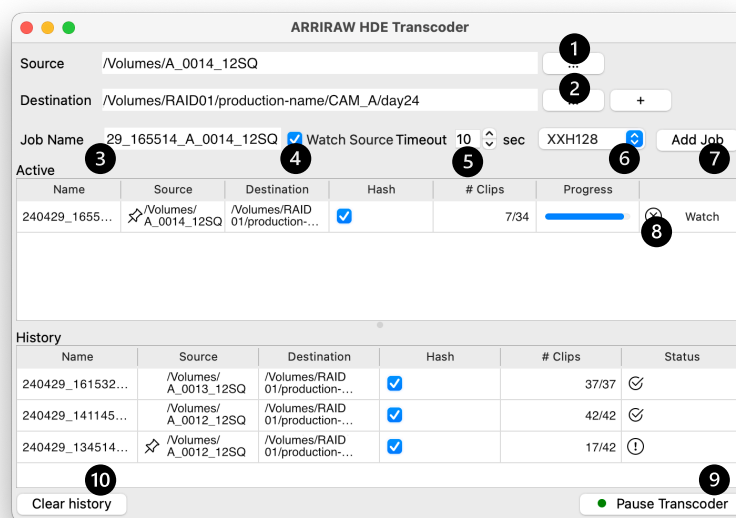 ARRIRAW HDE Transcoder
1
Source /Volumes/A_0014_12SQ ...
2
Destination /Volumes/RAID01/production-name/CAM_A/day24 +
Job Name 29_165514_A_0014_12SQ Watch Source Timeout 10 sec XXH128 Add Job
3 4 5 6 7
Active
Name Source Destination Hash # Clips Progress
240429_1655... /Volumes/ A_0014_12SQ /Volumes/RAID 01/production-... 7/34 Watch
8
History
Name Source Destination Hash # Clips Status
240429_161532... /Volumes/ A_0013_12SQ /Volumes/RAID 01/production-... 37/37
240429_141145... /Volumes/ A_0012_12SQ /Volumes/RAID 01/production-... 42/42
240429_134514... /Volumes/ A_0012_12SQ /Volumes/RAID 01/production-... 17/42
10 9
Clear history Pause Transcoder